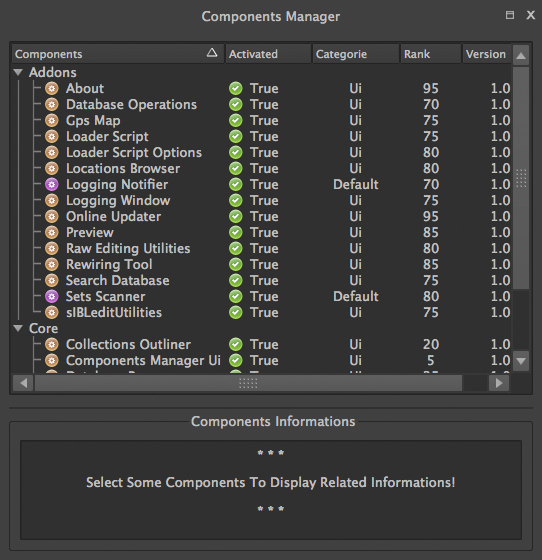 Components Manager
Components Activated Categorie Rank Version
Addons
About True Ui 95 1.0
Database Operations True Ui 70 1.0
Gps Map True Ui 75 1.0
Loader Script True Ui 75 1.0
Loader Script Options True Ui 80 1.0
Locations Browser True Ui 80 1.0
Logging Notifier True Default 70 1.0
Logging Window True Ui 75 1.0
Online Updater True Ui 95 1.0
Preview True Ui 85 1.0
Raw Editing Utilities True Ui 80 1.0
Rewiring Tool True Ui 85 1.0
Search Database True Ui 75 1.0
Sets Scanner True Default 80 1.0
sIBLeditUtilities True Ui 75 1.0
Core
Collections Outliner True Ui 20 1.0
Components Manager Ui True Ui 5 1.0
Components Informations
* * *
Select Some Components To Display Related Informations!
* * *